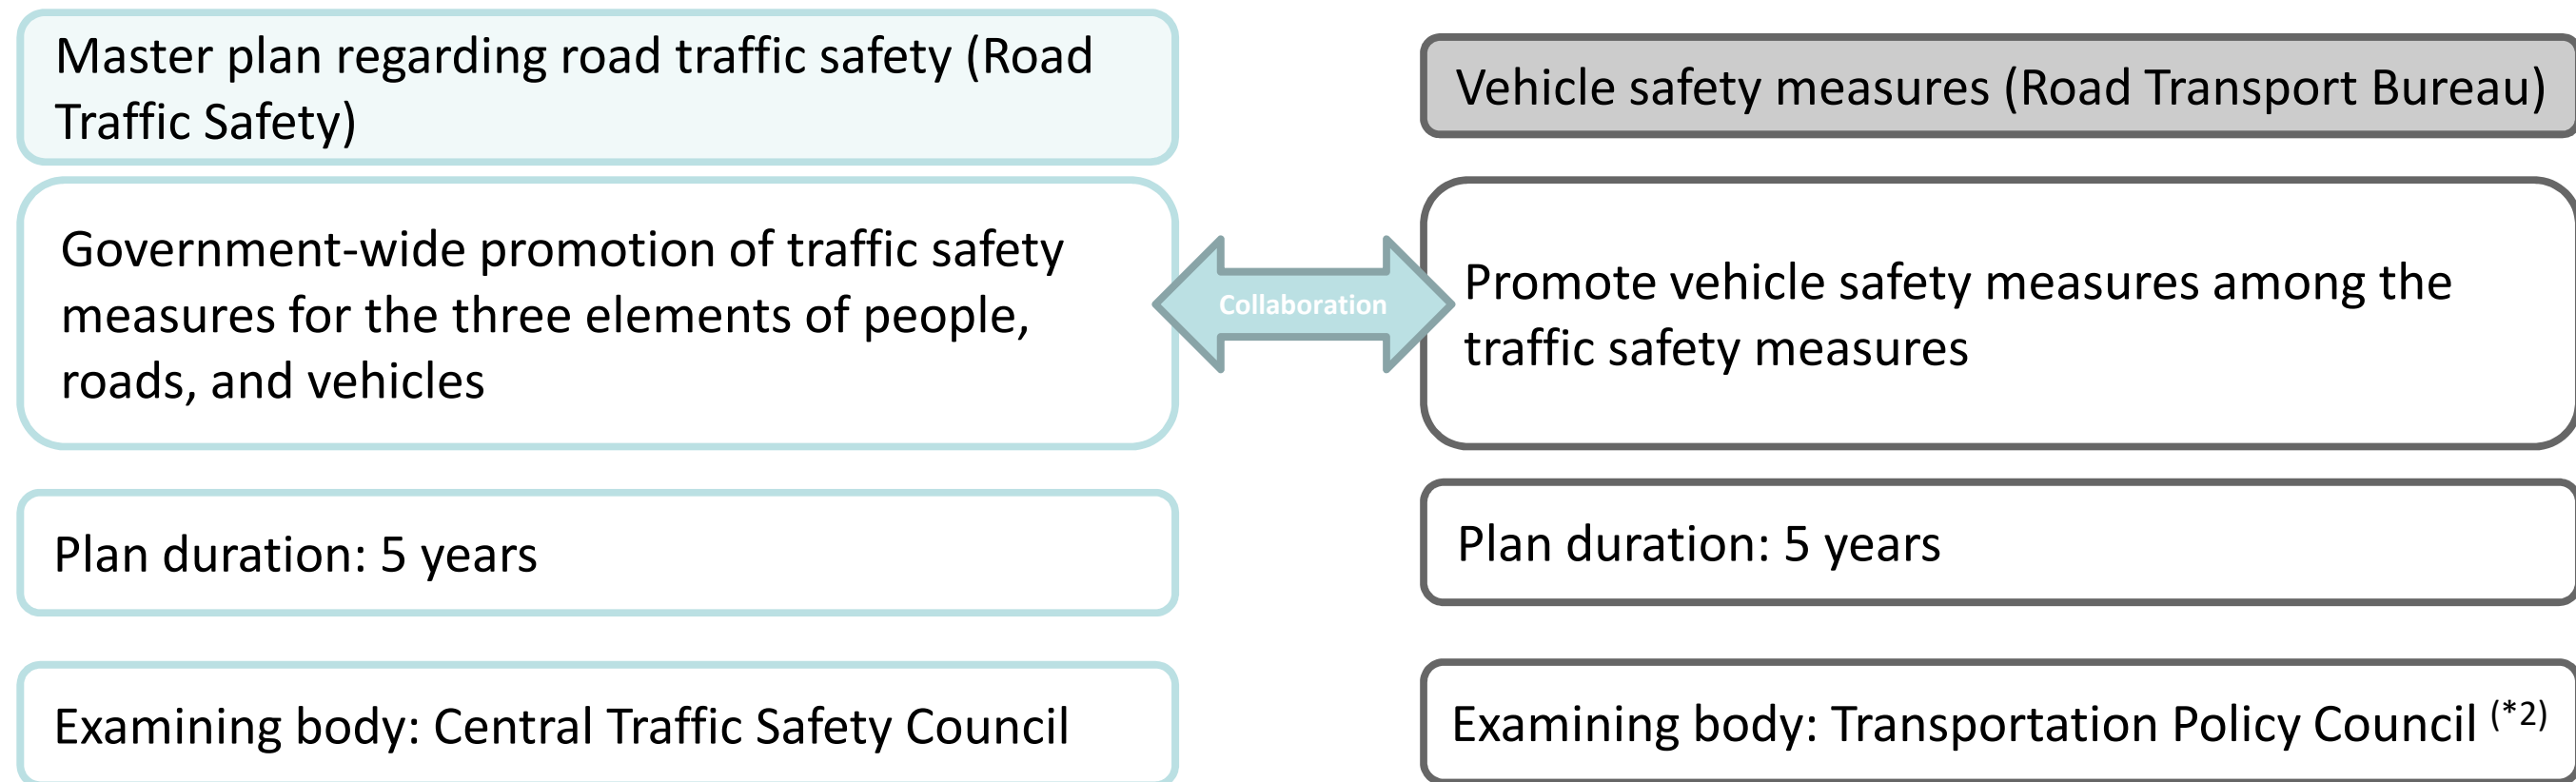 Master plan regarding road traffic safety (Road
Traffic Safety)
Government-wide promotion of traffic safety
measures for the three elements of people,
roads, and vehicles
Plan duration: 5 years
Examining body: Central Traffic Safety Council
Collaboration
Vehicle safety measures (Road Transport Bureau)
Promote vehicle safety measures among the
traffic safety measures
Plan duration: 5 years
Examining body: Transportation Policy Council (*2)